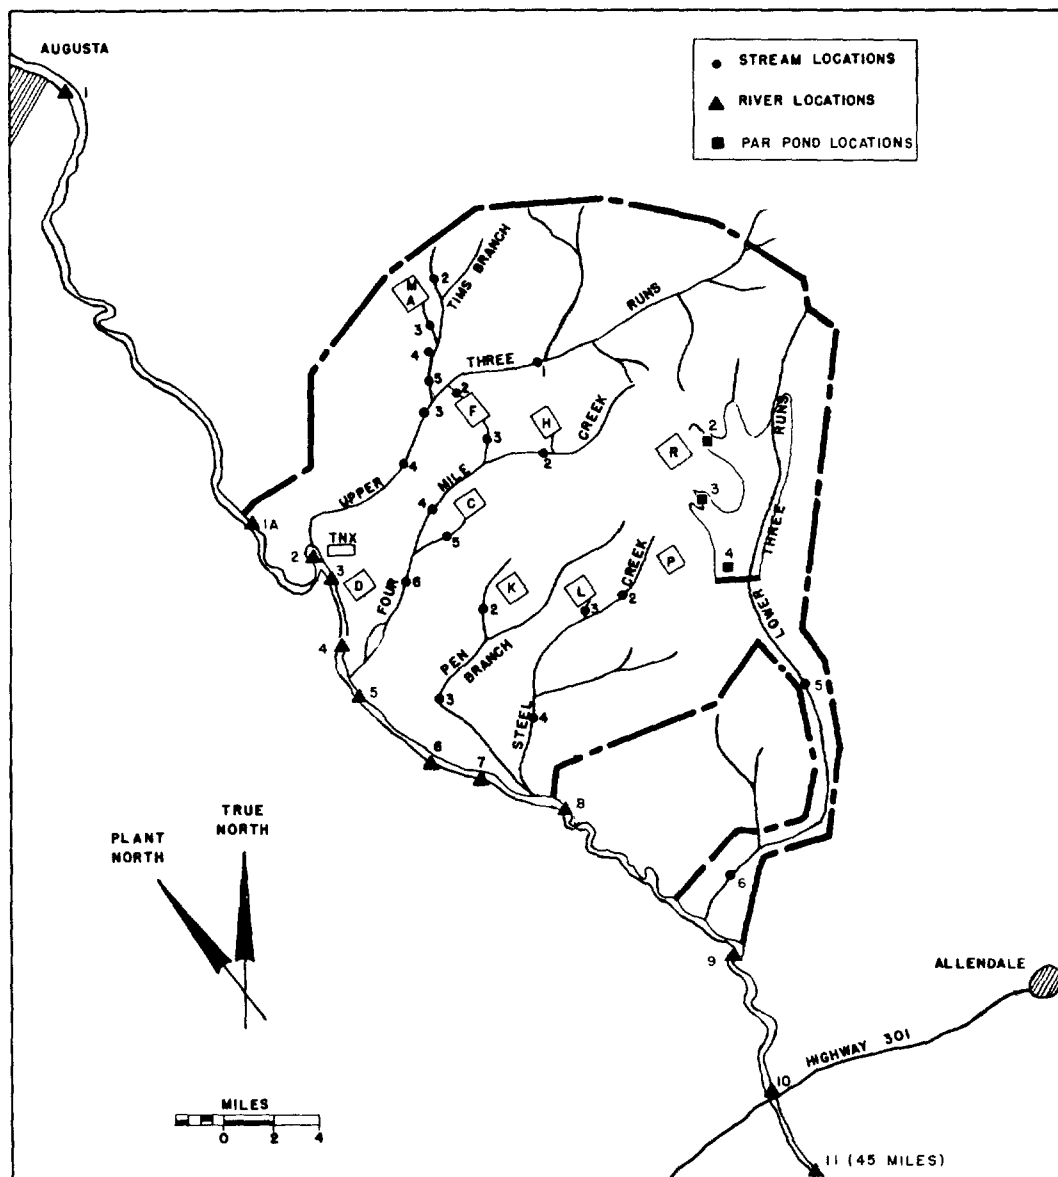 AUGUSTA
1
STREAM LOCATIONS
RIVER LOCATIONS
PAR POND LOCATIONS
TIMS BRANCH
2
M
A
3
4
5
THREE
RUNS
1
2
3
F
H
CREEK
3
2
4
UPPER
MILE
4
C
5
R
2
3
4
RUNS
THREE
LOWER
1A
TNX
2
3
D
FOUR
6
K
2
L
3
CREEK
2
P
4
PEN
BRANCH
3
5
STEEL
4
5
6
7
8
6
PLANT
NORTH
TRUE
NORTH
9
ALLENDALE
HIGHWAY 301
10
MILES
0 2 4
11 (45 MILES)